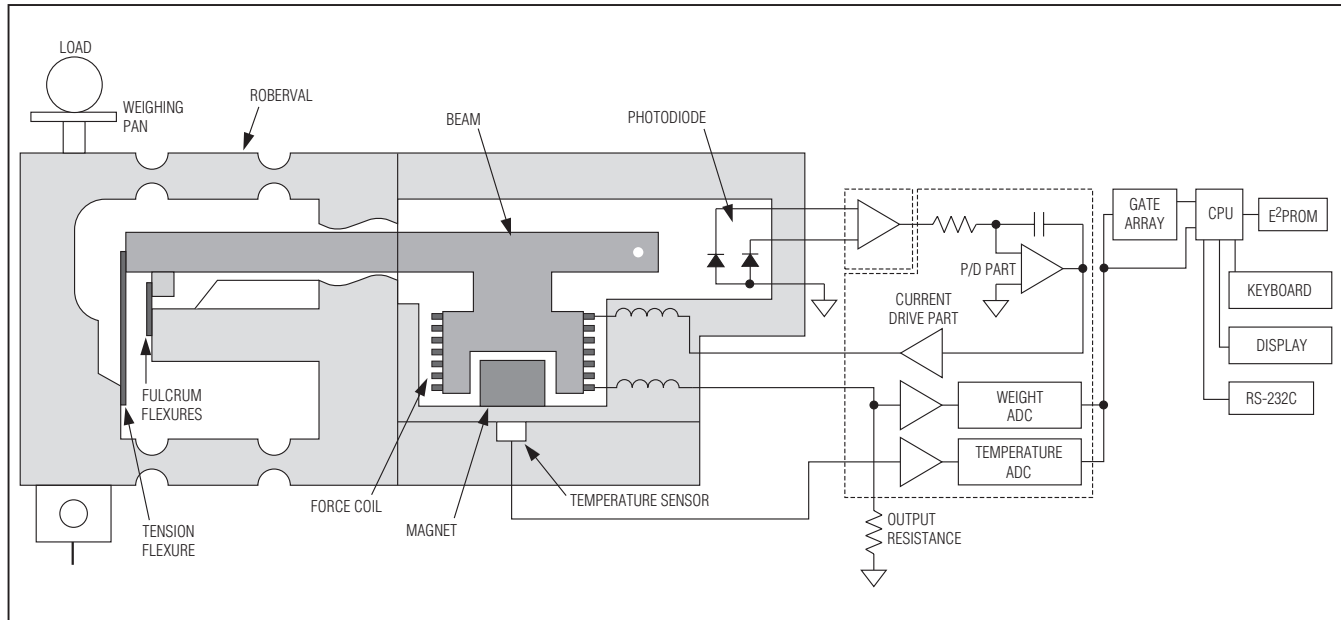 LOAD
WEIGHING
PAN
ROBERVAL
BEAM
PHOTODIODE
P/D PART
CURRENT
DRIVE PART
GATE
ARRAY
CPU
E²PROM
KEYBOARD
DISPLAY
RS-232C
WEIGHT
ADC
TEMPERATURE
ADC
FULCRUM
FLEXURES
TENSION
FLEXURE
FORCE COIL
MAGNET
TEMPERATURE SENSOR
OUTPUT
RESISTANCE